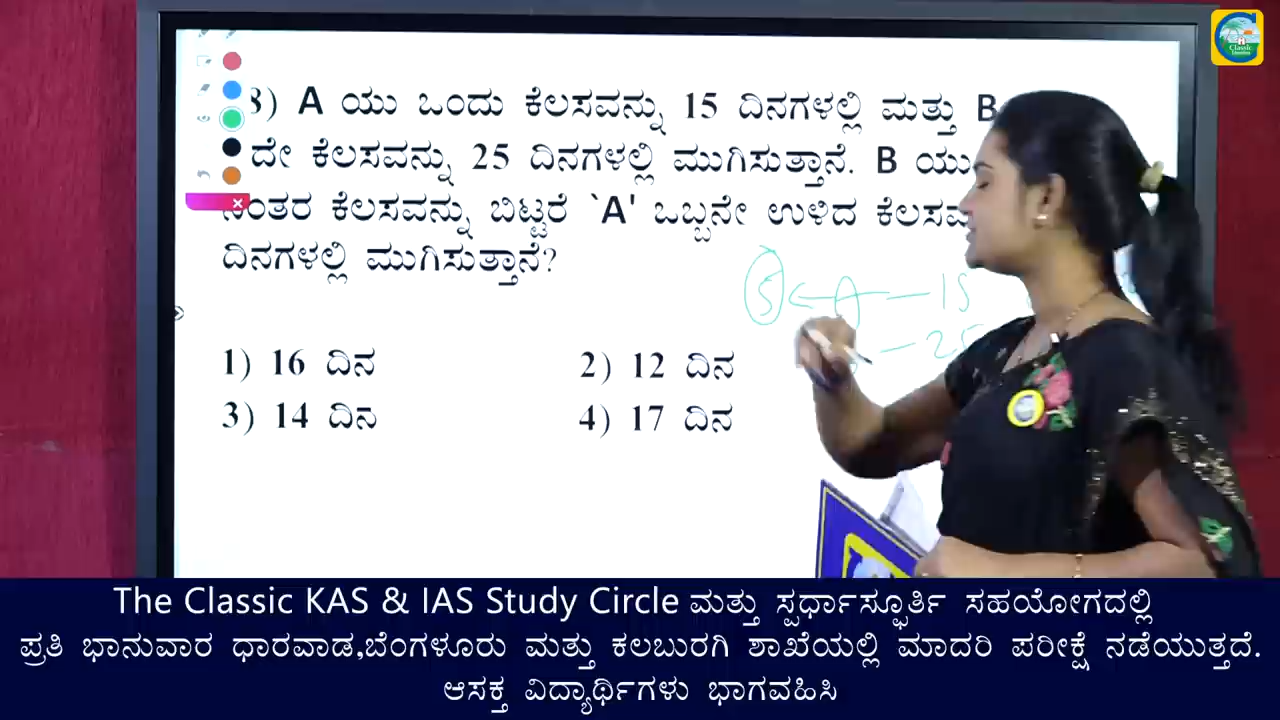 8) A ಯು ಒಂದು ಕೆಲಸವನ್ನು 15 ದಿನಗಳಲ್ಲಿ ಮತ್ತು B
ದೇ ಕೆಲಸವನ್ನು 25 ದಿನಗಳಲ್ಲಿ ಮುಗಿಸುತ್ತಾನೆ. B ಯು
ನಂತರ ಕೆಲಸವನ್ನು ಬಿಟ್ಟರೆ `A' ಒಬ್ಬನೇ ಉಳಿದ
ದಿನಗಳಲ್ಲಿ ಮುಗಿಸುತ್ತಾನೆ?
5 A — 15
— 25
1) 16 ದಿನ 2) 12 ದಿನ
3) 14 ದಿನ 4) 17 ದಿನ
Classic
The Classic KAS & IAS Study Circle ಮತ್ತು ಸ್ಪರ್ಧಾಸ್ಫೂರ್ತಿ ಸಹಯೋಗದಲ್ಲಿ
ಪ್ರತಿ ಭಾನುವಾರ ಧಾರವಾಡ,ಬೆಂಗಳೂರು ಮತ್ತು ಕಲಬುರಗಿ ಶಾಖೆಯಲ್ಲಿ ಮಾದರಿ ಪರೀಕ್ಷೆ ನಡೆಯುತ್ತದೆ.
ಆಸಕ್ತ ವಿದ್ಯಾರ್ಥಿಗಳು ಭಾಗವಹಿಸಿ